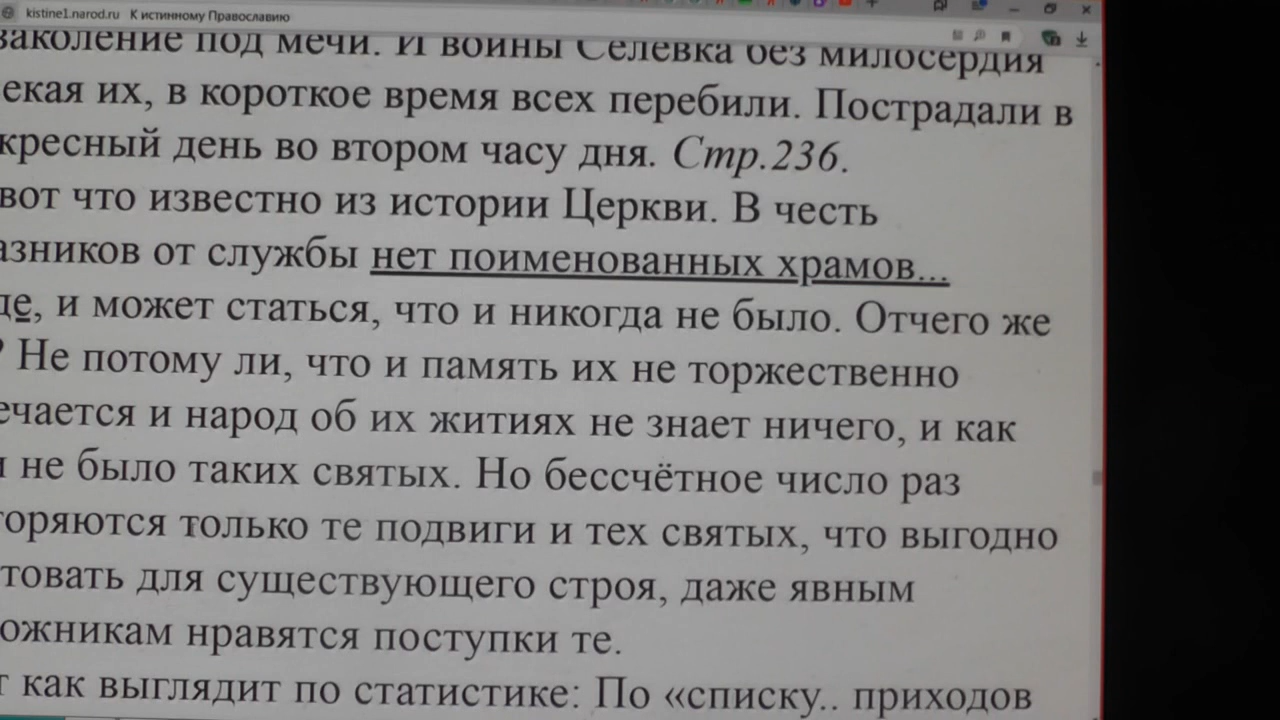 kistine1.narod.ru К истинному Православию
заколение под мечи. И воины Селевка без милосердия
екая их, в короткое время всех перебили. Пострадали в
кресный день во втором часу дня. Стр.236.
вот что известно из истории Церкви. В честь
азников от службы нет поименованных храмов...
де, и может статься, что и никогда не было. Отчего же
? Не потому ли, что и память их не торжественно
ечается и народ об их житиях не знает ничего, и как
и не было таких святых. Но бессчётное число раз
торяются только те подвиги и тех святых, что выгодно
товать для существующего строя, даже явным
ожникам нравятся поступки те.
т как выглядит по статистике: По «списку.. приходов